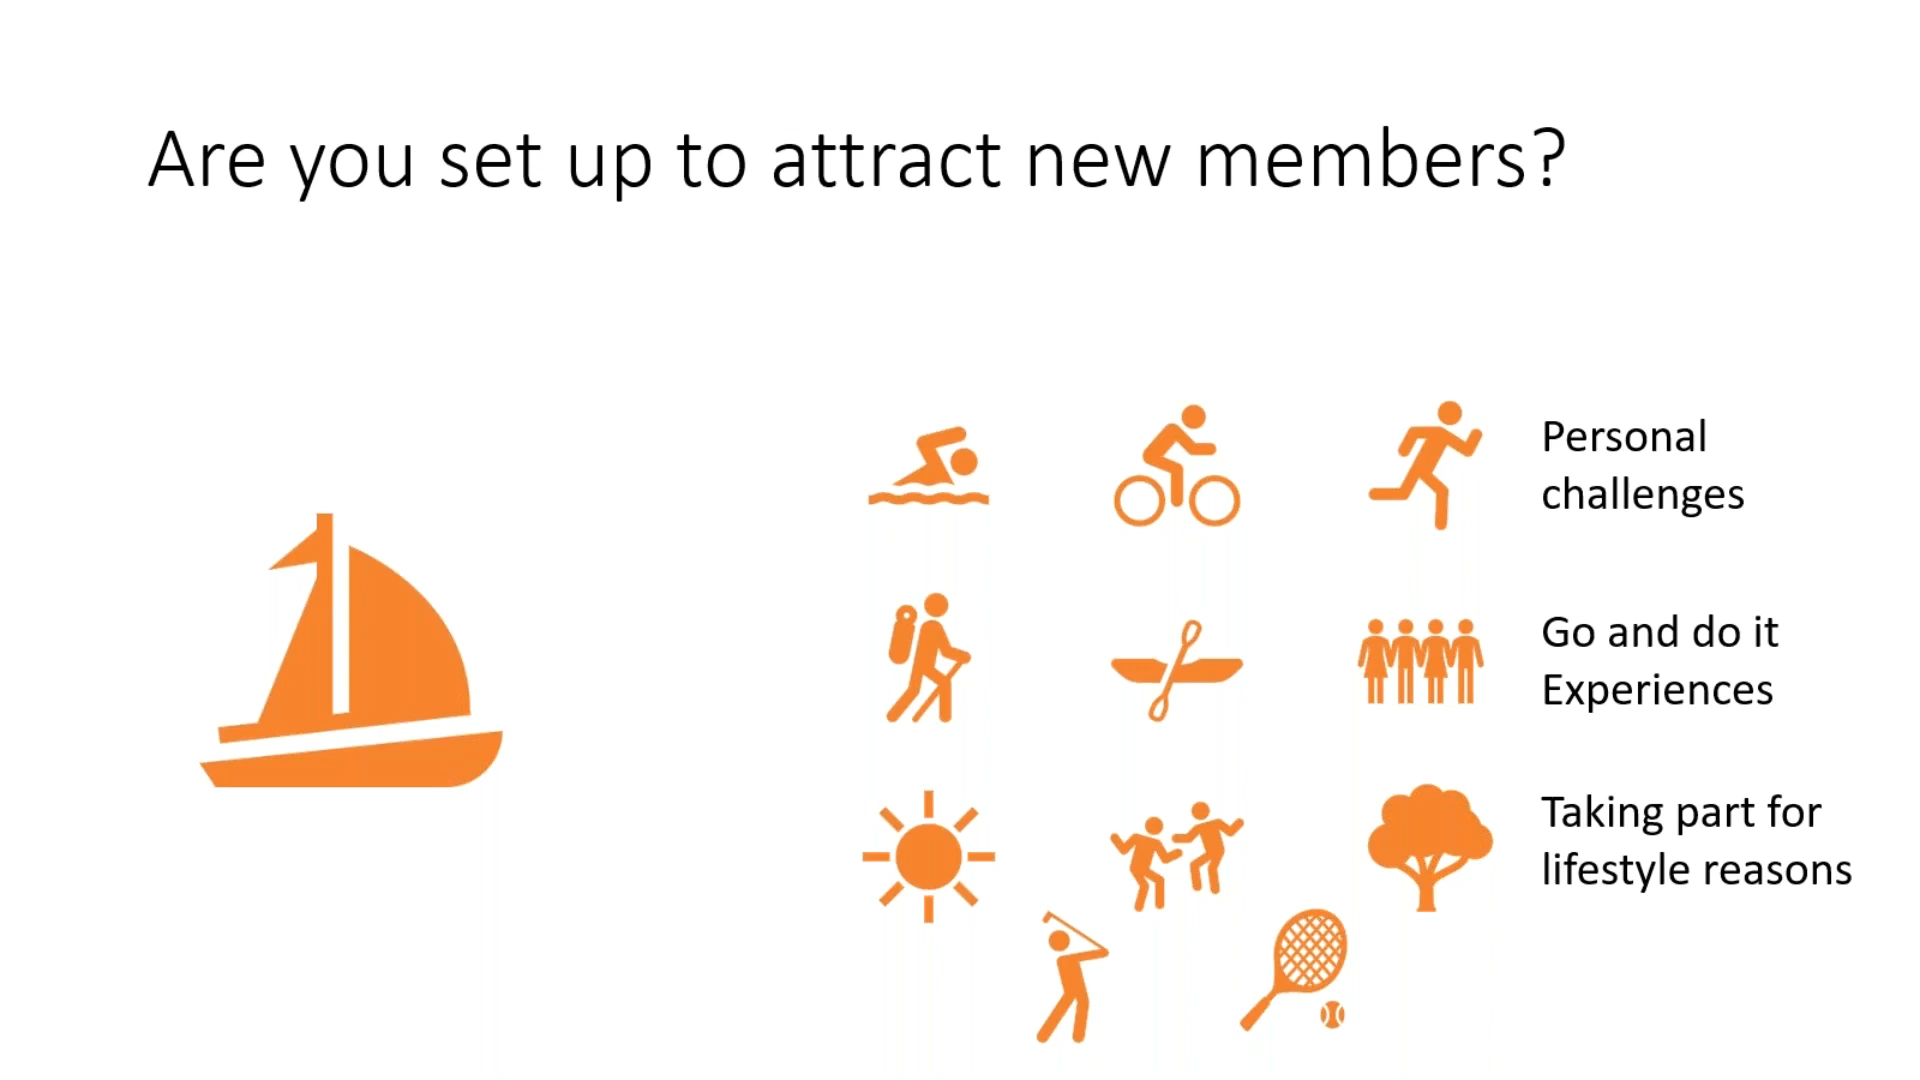 Are you set up to attract new members?
Personal
challenges
Go and do it
Experiences
Taking part for
lifestyle reasons